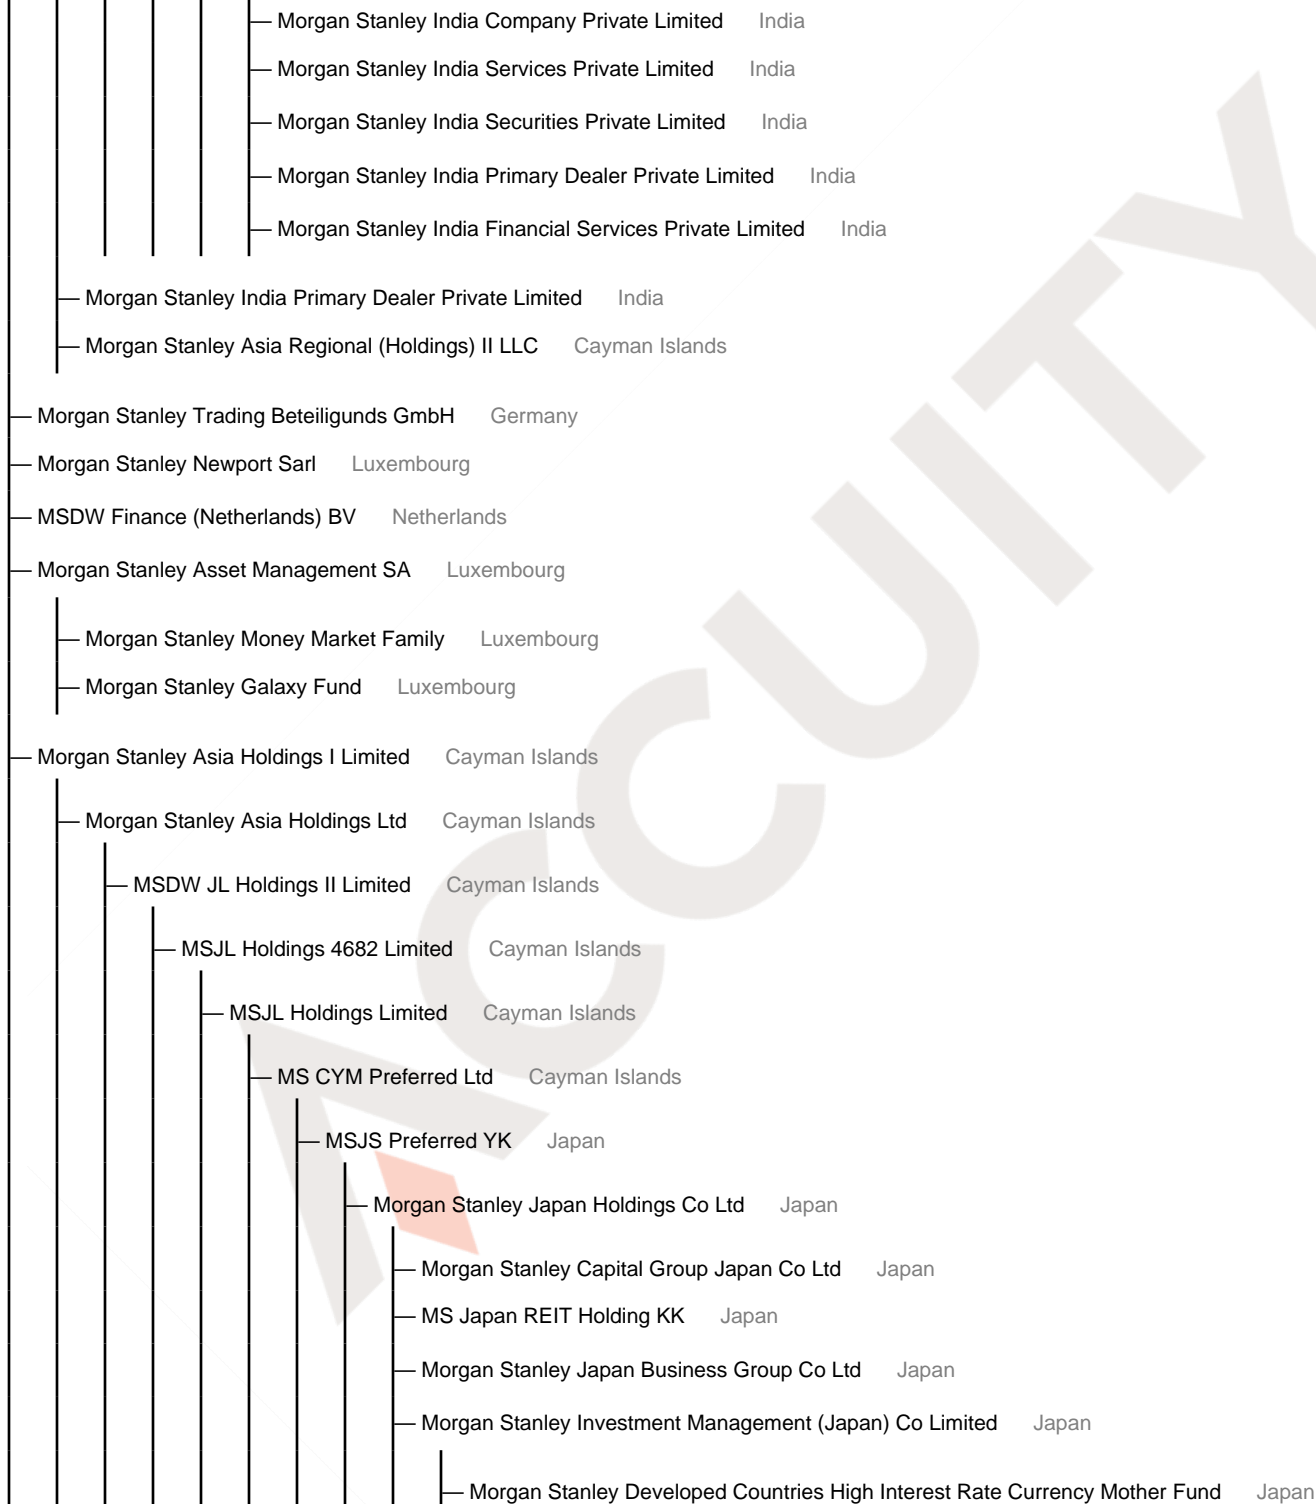 Morgan Stanley India Company Private Limited India
Morgan Stanley India Services Private Limited India
Morgan Stanley India Securities Private Limited India
Morgan Stanley India Primary Dealer Private Limited India
Morgan Stanley India Financial Services Private Limited India
Morgan Stanley India Primary Dealer Private Limited India
Morgan Stanley Asia Regional (Holdings) II LLC Cayman Islands
Morgan Stanley Trading Beteiligunds GmbH Germany
Morgan Stanley Newport Sarl Luxembourg
MSDW Finance (Netherlands) BV Netherlands
Morgan Stanley Asset Management SA Luxembourg
Morgan Stanley Money Market Family Luxembourg
Morgan Stanley Galaxy Fund Luxembourg
Morgan Stanley Asia Holdings I Limited Cayman Islands
Morgan Stanley Asia Holdings Ltd Cayman Islands
MSDW JL Holdings II Limited Cayman Islands
MSJL Holdings 4682 Limited Cayman Islands
MSJL Holdings Limited Cayman Islands
MS CYM Preferred Ltd Cayman Islands
MSJS Preferred YK Japan
Morgan Stanley Japan Holdings Co Ltd Japan
Morgan Stanley Capital Group Japan Co Ltd Japan
MS Japan REIT Holding KK Japan
Morgan Stanley Japan Business Group Co Ltd Japan
Morgan Stanley Investment Management (Japan) Co Limited Japan
Morgan Stanley Developed Countries High Interest Rate Currency Mother Fund Japan
ACCUITY